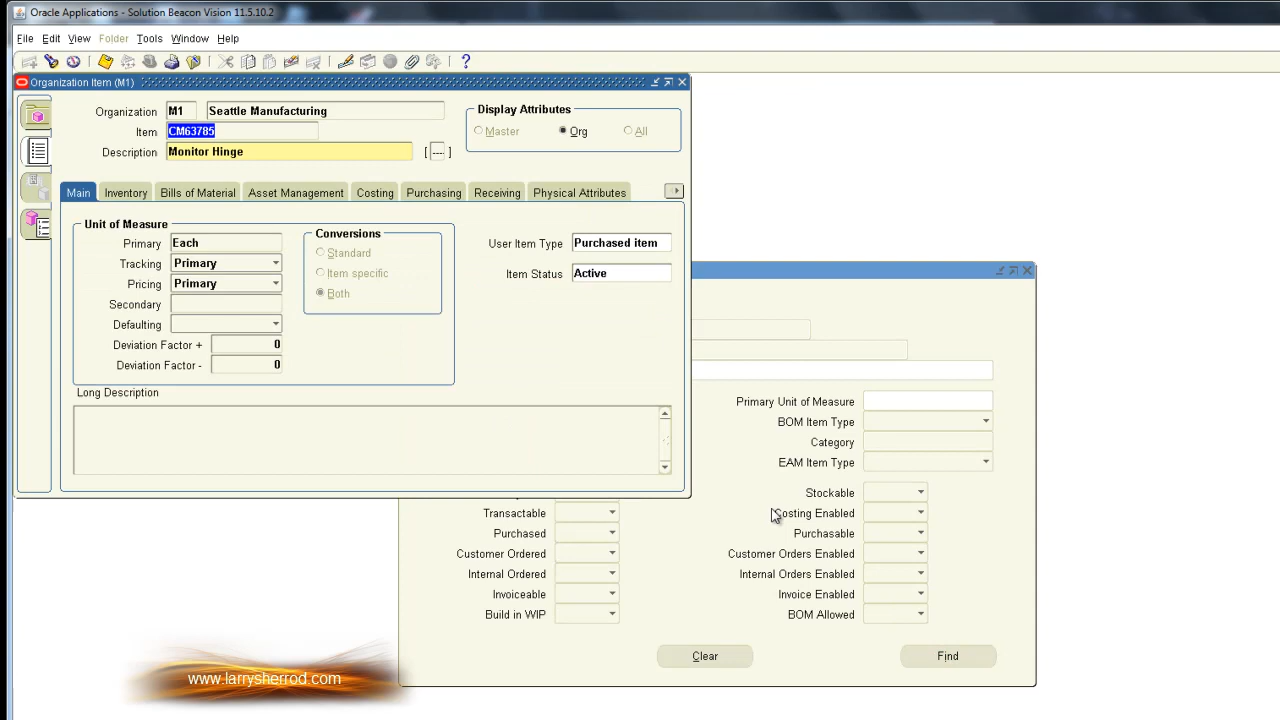 Oracle Applications - Solution Beacon Vision 11.5.10.2
File Edit View Folder Tools Window Help
?
Organization Item (M1)
Organization M1 Seattle Manufacturing
Item CM63785
Description Monitor Hinge
[ ... ]
Display Attributes
Master Org All
Main Inventory Bills of Material Asset Management Costing Purchasing Receiving Physical Attributes
Unit of Measure
Primary Each
Tracking Primary
Pricing Primary
Secondary
Defaulting
Deviation Factor + 0
Deviation Factor - 0
Conversions
Standard
Item specific
Both
User Item Type Purchased item
Item Status Active
Long Description
Primary Unit of Measure
BOM Item Type
Category
EAM Item Type
Stockable
Transactable Costing Enabled
Purchased Purchasable
Customer Ordered Customer Orders Enabled
Internal Ordered Internal Orders Enabled
Invoiceable Invoice Enabled
Build in WIP BOM Allowed
Clear Find
www.larrysherrod.com